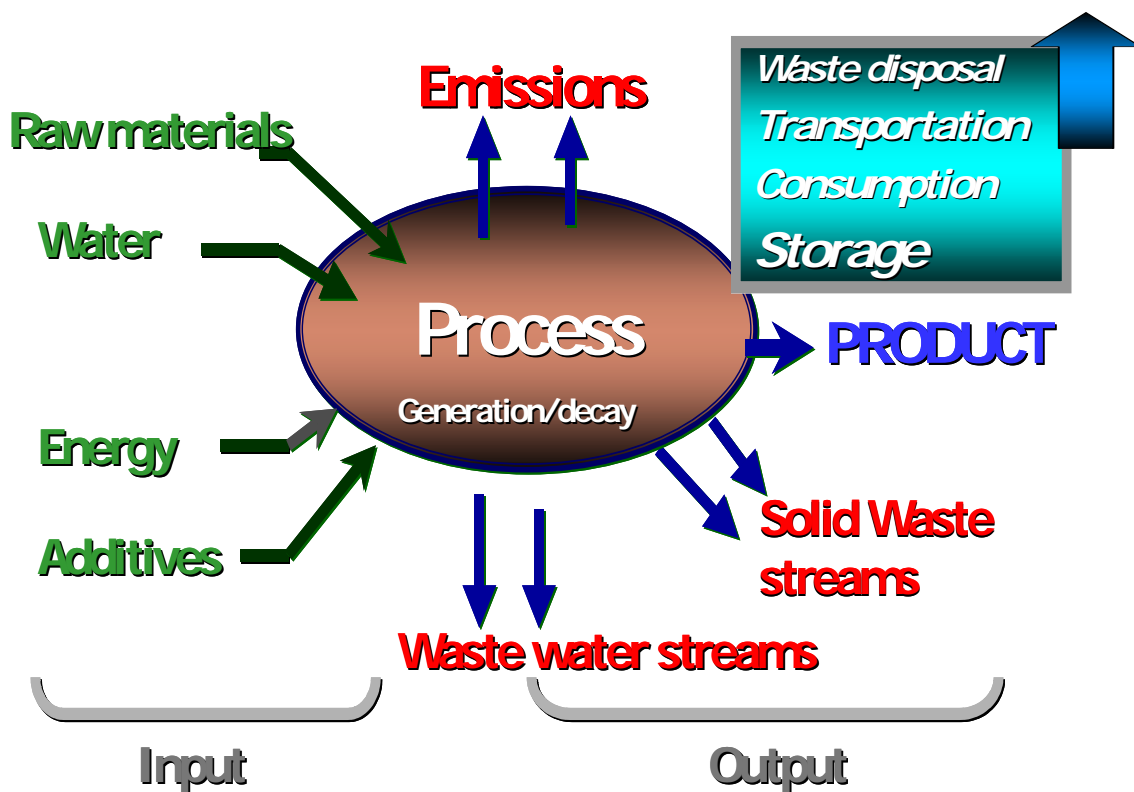 Emissions
Waste disposal
Transportation
Consumption
Storage
Raw materials
Water
Process
Generation/decay
PRODUCT
Energy
Additives
Solid Waste
streams
Waste water streams
Input
Output